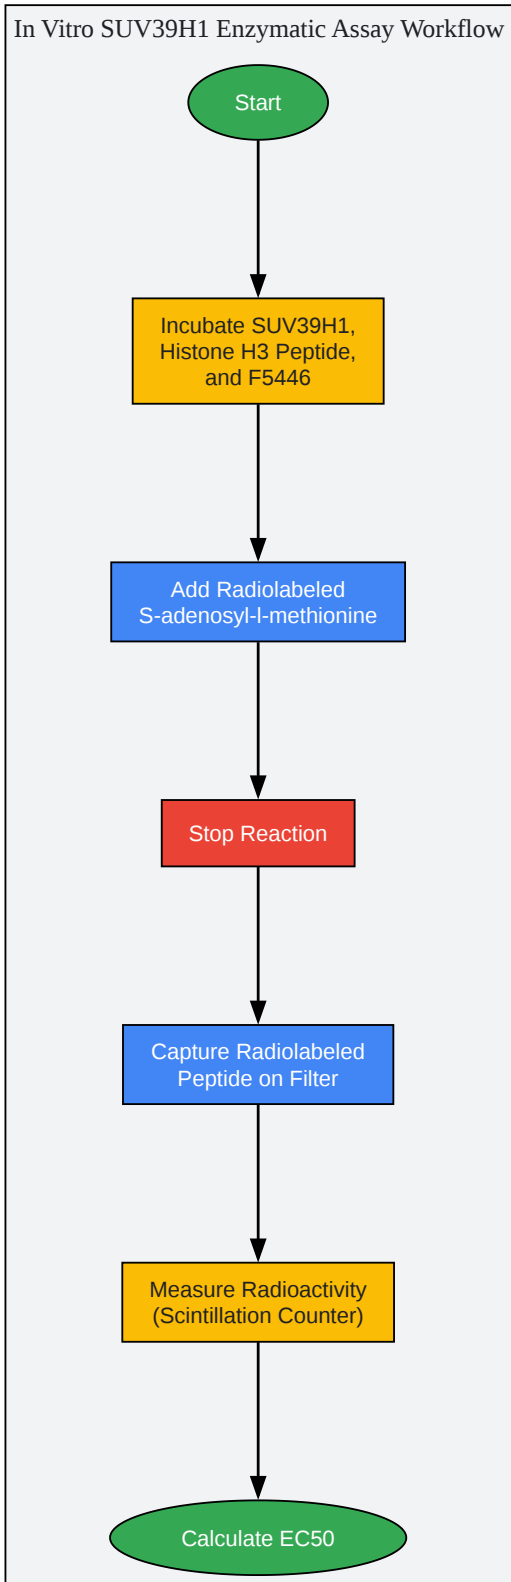 In Vitro SUV39H1 Enzymatic Assay Workflow
Start
Incubate SUV39H1,
Histone H3 Peptide,
and F5446
Add Radiolabeled
S-adenosyl-l-methionine
Stop Reaction
Capture Radiolabeled
Peptide on Filter
Measure Radioactivity
(Scintillation Counter)
Calculate EC50